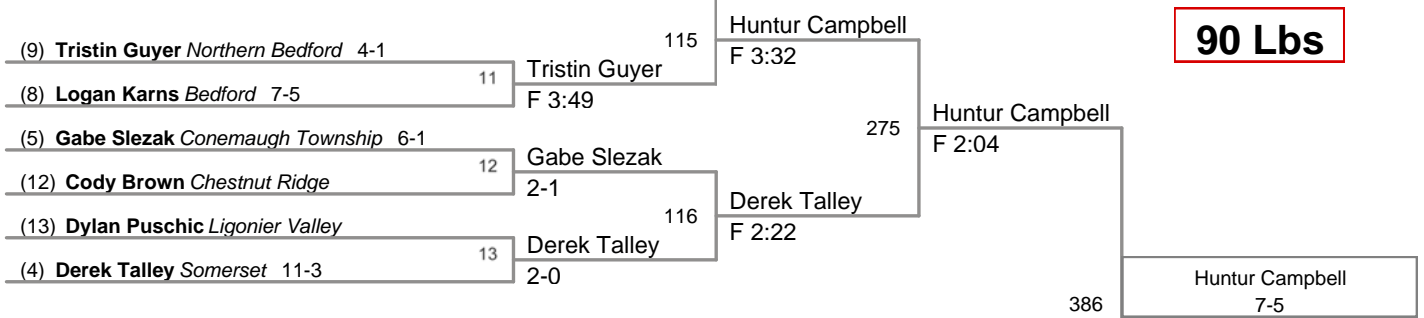 90 Lbs
(9) Tristin Guyer Northern Bedford 4-1
(8) Logan Karns Bedford 7-5
(5) Gabe Slezak Conemaugh Township 6-1
(12) Cody Brown Chestnut Ridge
(13) Dylan Puschic Ligonier Valley
(4) Derek Talley Somerset 11-3
11
Tristin Guyer
F 3:49
12
Gabe Slezak
2-1
13
Derek Talley
2-0
115
Huntur Campbell
F 3:32
116
Derek Talley
F 2:22
275
Huntur Campbell
F 2:04
386
Huntur Campbell
7-5